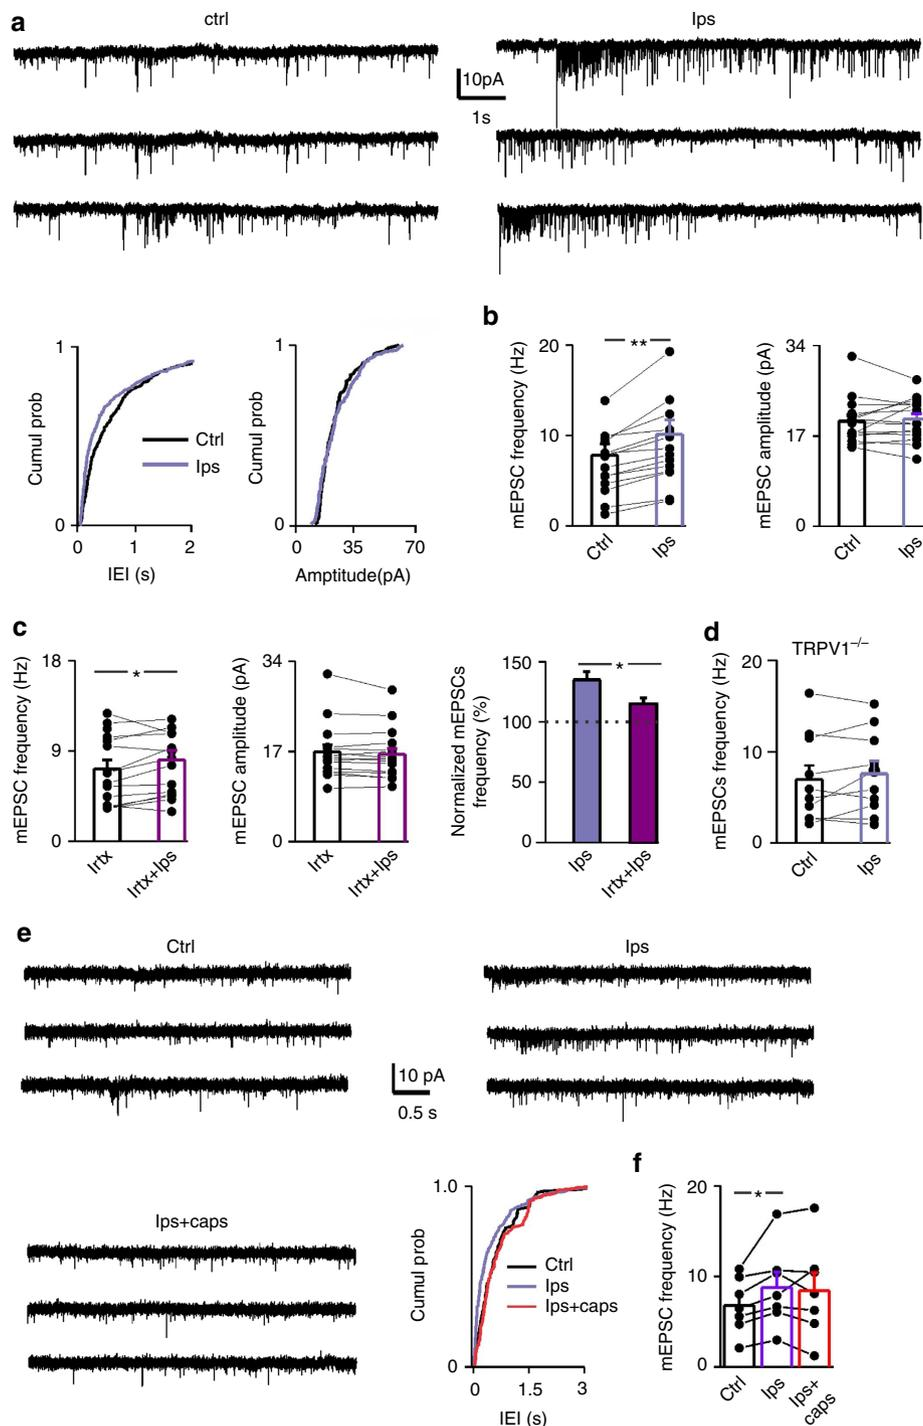 a
ctrl
Ips
10pA
1s
1
Cumul prob
0
0 1 2
IEI (s)
Ctrl
Ips
1
Cumul prob
0
0 35 70
Amptitude(pA)
b
mEPSC frequency (Hz)
20
10
0
**
Ctrl
Ips
mEPSC amplitude (pA)
34
17
0
Ctrl
Ips
c
mEPSC frequency (Hz)
18
9
0
*
Irtx
Irtx+Ips
mEPSC amplitude (pA)
34
17
0
Irtx
Irtx+Ips
Normalized mEPSCs
frequency (%)
150
100
50
0
*
Ips
Irtx+Ips
d
TRPV1–/–
mEPSCs frequency (Hz)
20
10
0
Ctrl
Ips
e
Ctrl
Ips
10 pA
0.5 s
Ips+caps
1.0
Cumul prob
0
0 1.5 3
IEI (s)
Ctrl
Ips
Ips+caps
f
mEPSC frequency (Hz)
20
10
0
*
Ctrl
Ips
Ips+
caps